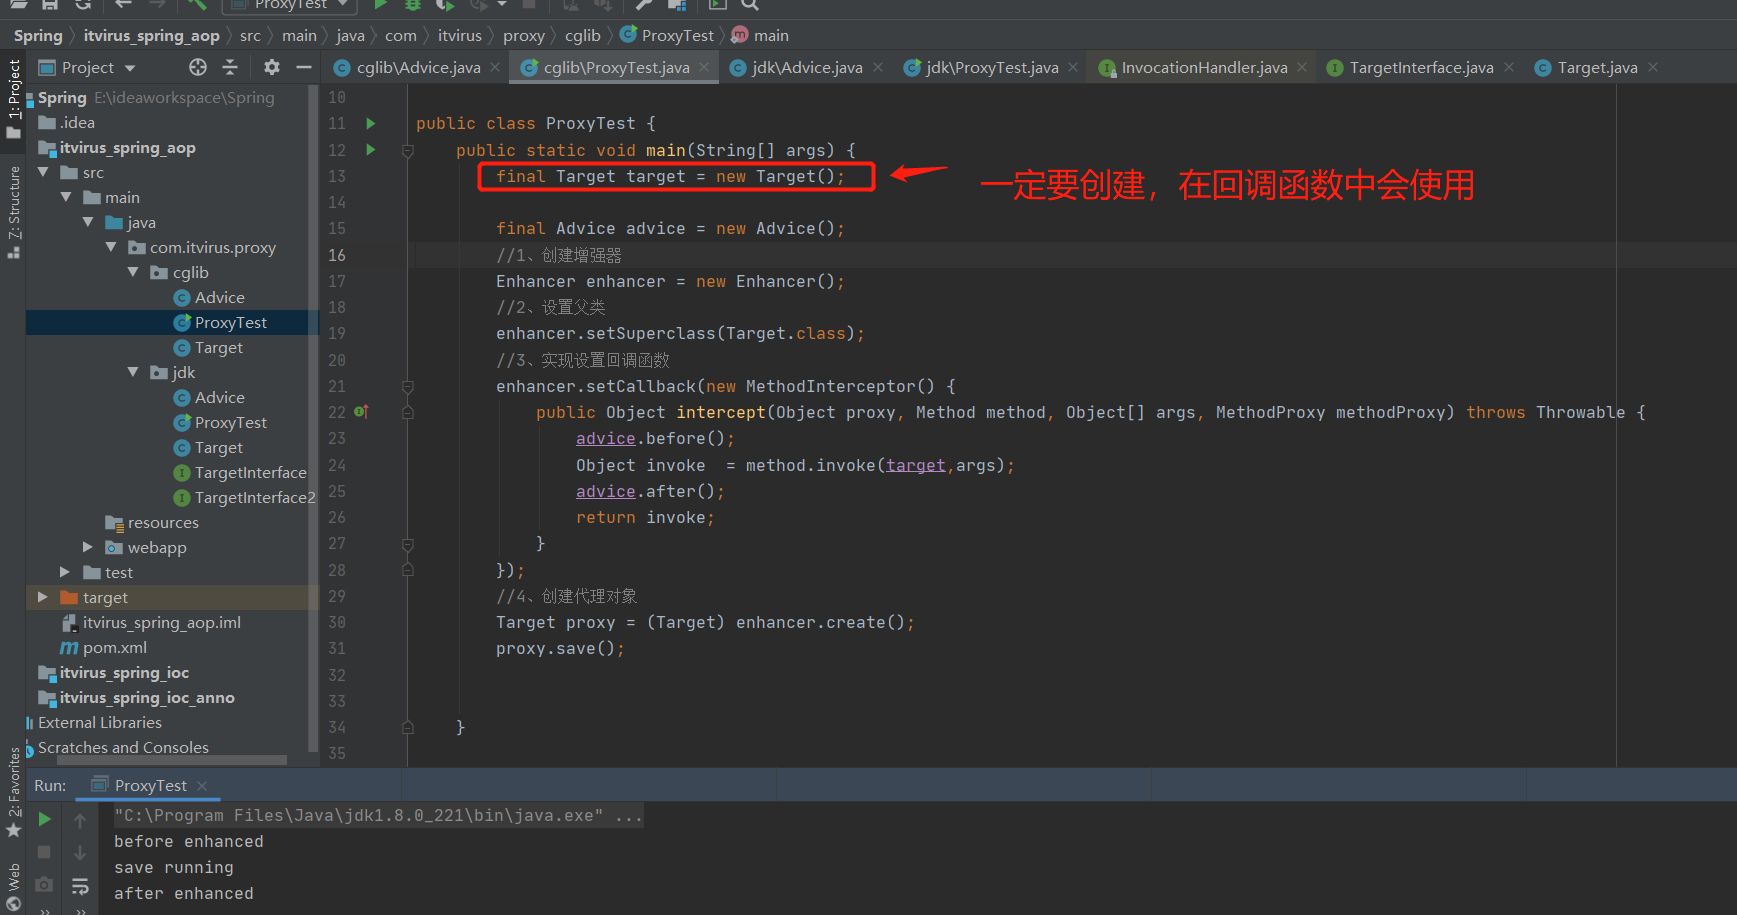 ProxyTest
Spring itvirus_spring_aop src main java com itvirus proxy cglib ProxyTest main
Project
cglib\Advice.java cglib\ProxyTest.java jdk\Advice.java jdk\ProxyTest.java InvocationHandler.java TargetInterface.java Target.java
1: Project
Z: Structure
2: Favorites
Web
Spring E:\ideaworkspace\Spring
.idea
itvirus_spring_aop
src
main
java
com.itvirus.proxy
cglib
Advice
ProxyTest
Target
jdk
Advice
ProxyTest
Target
TargetInterface
TargetInterface2
resources
webapp
test
target
itvirus_spring_aop.iml
pom.xml
itvirus_spring_ioc
itvirus_spring_ioc_anno
External Libraries
Scratches and Consoles
10
11 public class ProxyTest {
12 public static void main(String[] args) {
13 final Target target = new Target();
一定要创建，在回调函数中会使用
14
15 final Advice advice = new Advice();
16 //1、创建增强器
17 Enhancer enhancer = new Enhancer();
18 //2、设置父类
19 enhancer.setSuperclass(Target.class);
20 //3、实现设置回调函数
21 enhancer.setCallback(new MethodInterceptor() {
22 public Object intercept(Object proxy, Method method, Object[] args, MethodProxy methodProxy) throws Throwable {
23 advice.before();
24 Object invoke  = method.invoke(target,args);
25 advice.after();
26 return invoke;
27 }
28 });
29 //4、创建代理对象
30 Target proxy = (Target) enhancer.create();
31 proxy.save();
32
33
34 }
35
Run: ProxyTest
"C:\Program Files\Java\jdk1.8.0_221\bin\java.exe" ...
before enhanced
save running
after enhanced